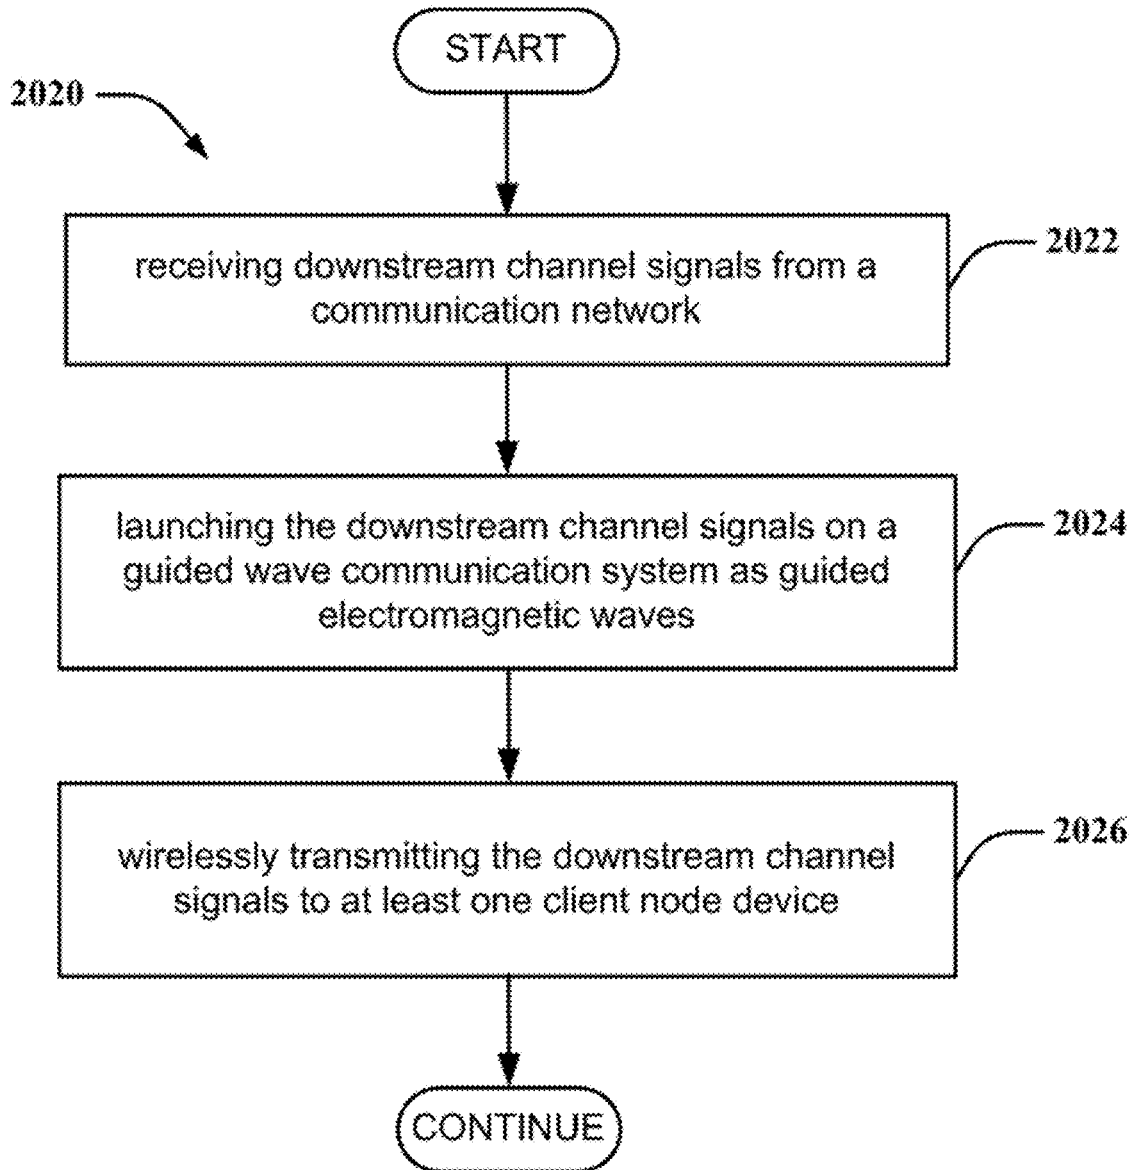 START
2020
receiving downstream channel signals from a
communication network
2022
launching the downstream channel signals on a
guided wave communication system as guided
electromagnetic waves
2024
wirelessly transmitting the downstream channel
signals to at least one client node device
2026
CONTINUE